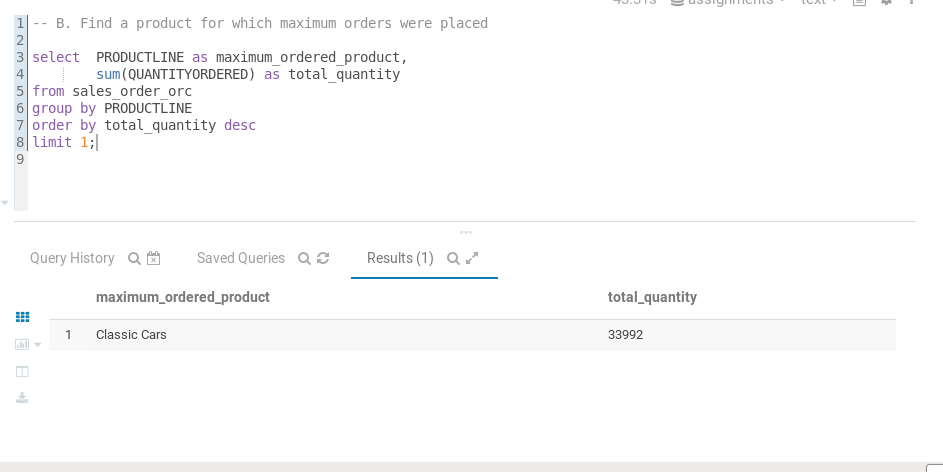 assignments
text
1 -- B. Find a product for which maximum orders were placed
2
3 select  PRODUCTLINE as maximum_ordered_product,
4         sum(QUANTITYORDERED) as total_quantity
5 from sales_order_orc
6 group by PRODUCTLINE
7 order by total_quantity desc
8 limit 1;
9
Query History Saved Queries Results (1)
maximum_ordered_product total_quantity
1 Classic Cars 33992